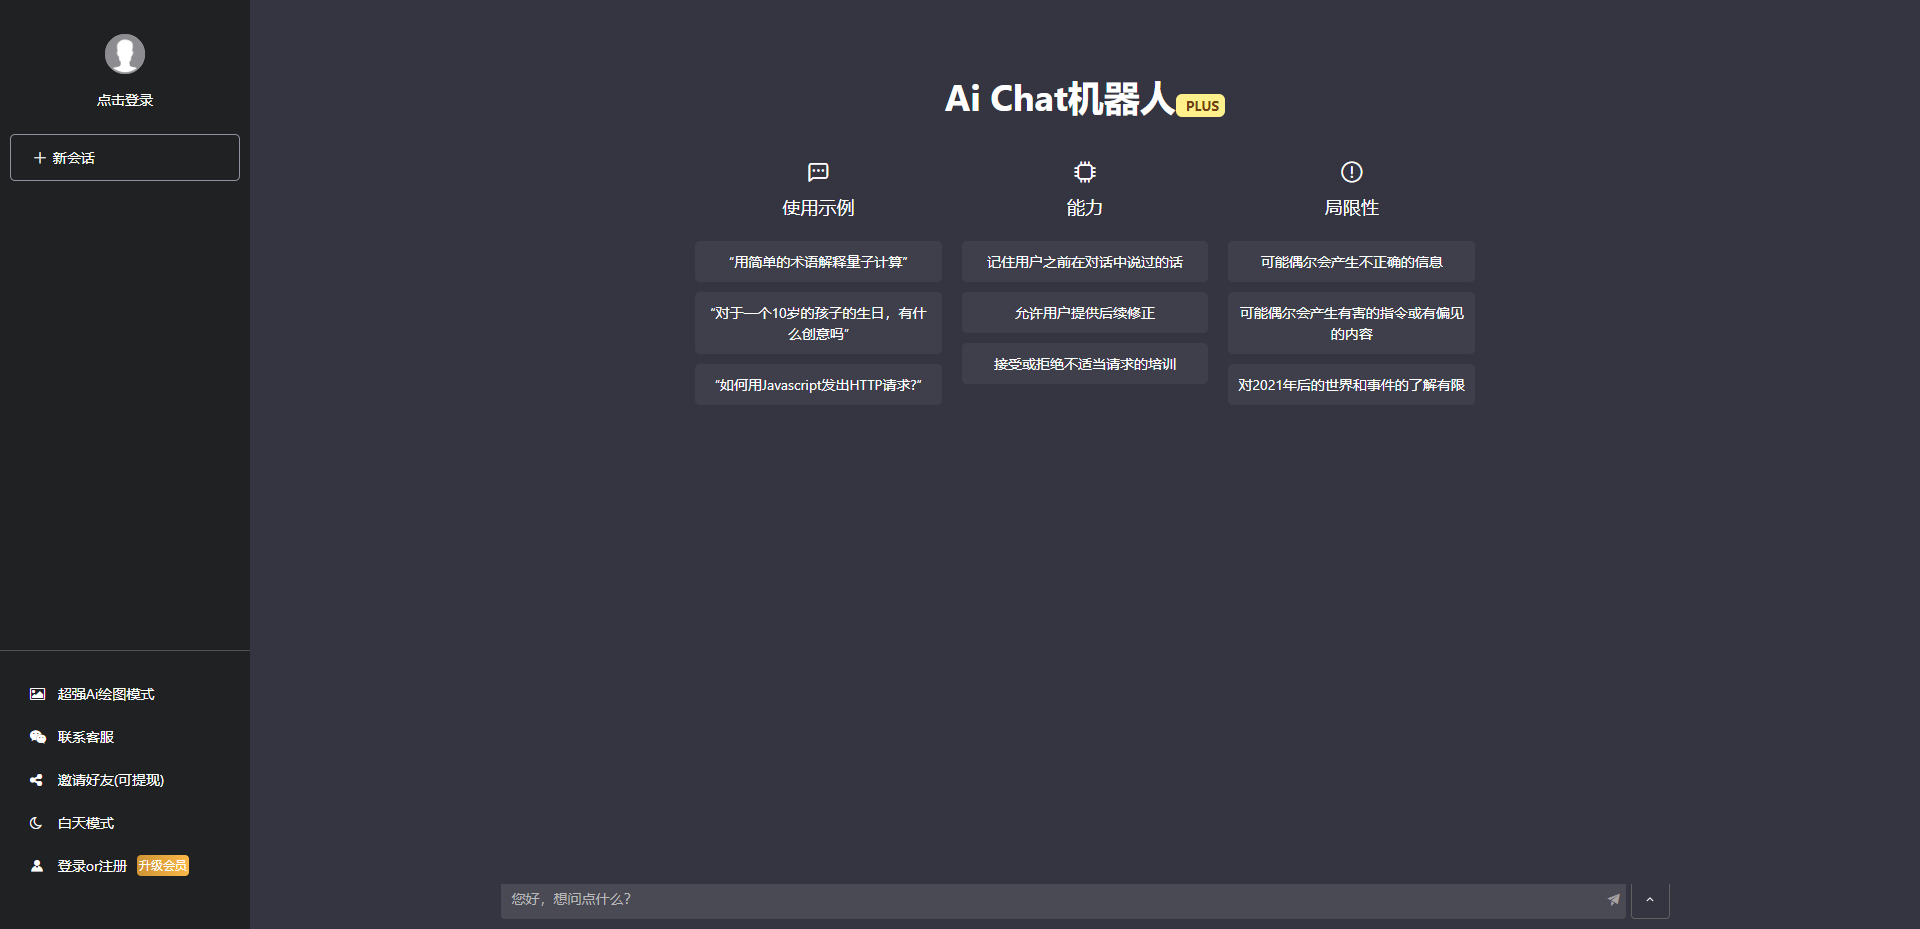 点击登录
新会话
超强Ai绘图模式
联系客服
邀请好友(可提现)
白天模式
登录or注册 升级会员
Ai Chat机器人 PLUS
使用示例
“用简单的术语解释量子计算”
“对于一个10岁的孩子的生日，有什
么创意吗”
“如何用Javascript发出HTTP请求?”
能力
记住用户之前在对话中说过的话
允许用户提供后续修正
接受或拒绝不适当请求的培训
局限性
可能偶尔会产生不正确的信息
可能偶尔会产生有害的指令或有偏见
的内容
对2021年后的世界和事件的了解有限
您好，想问点什么？